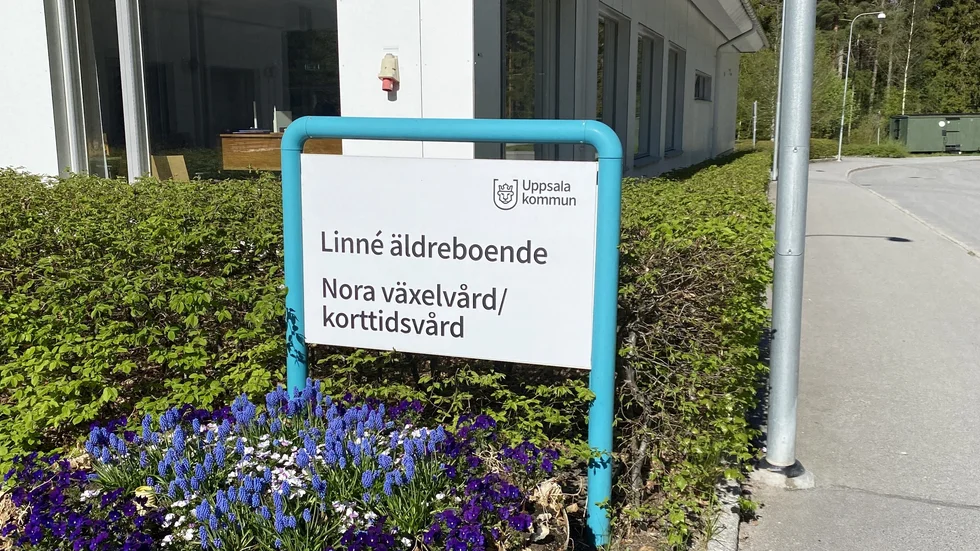 Uppsala
kommun
Linné äldreboende
Nora växelvård/
korttidsvård